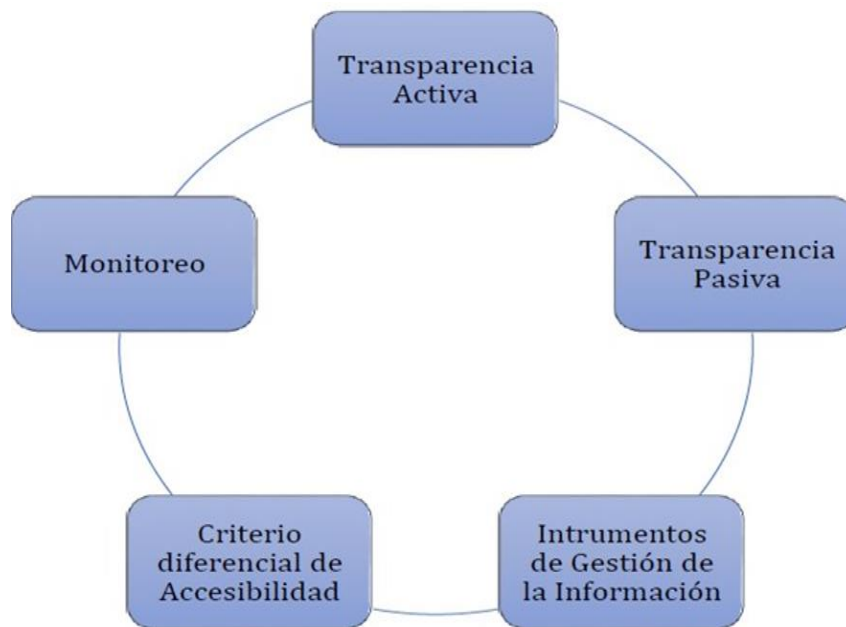 Transparencia
Activa
Transparencia
Pasiva
Intrumentos
de Gestión de
la Información
Criterio
diferencial de
Accesibilidad
Monitoreo